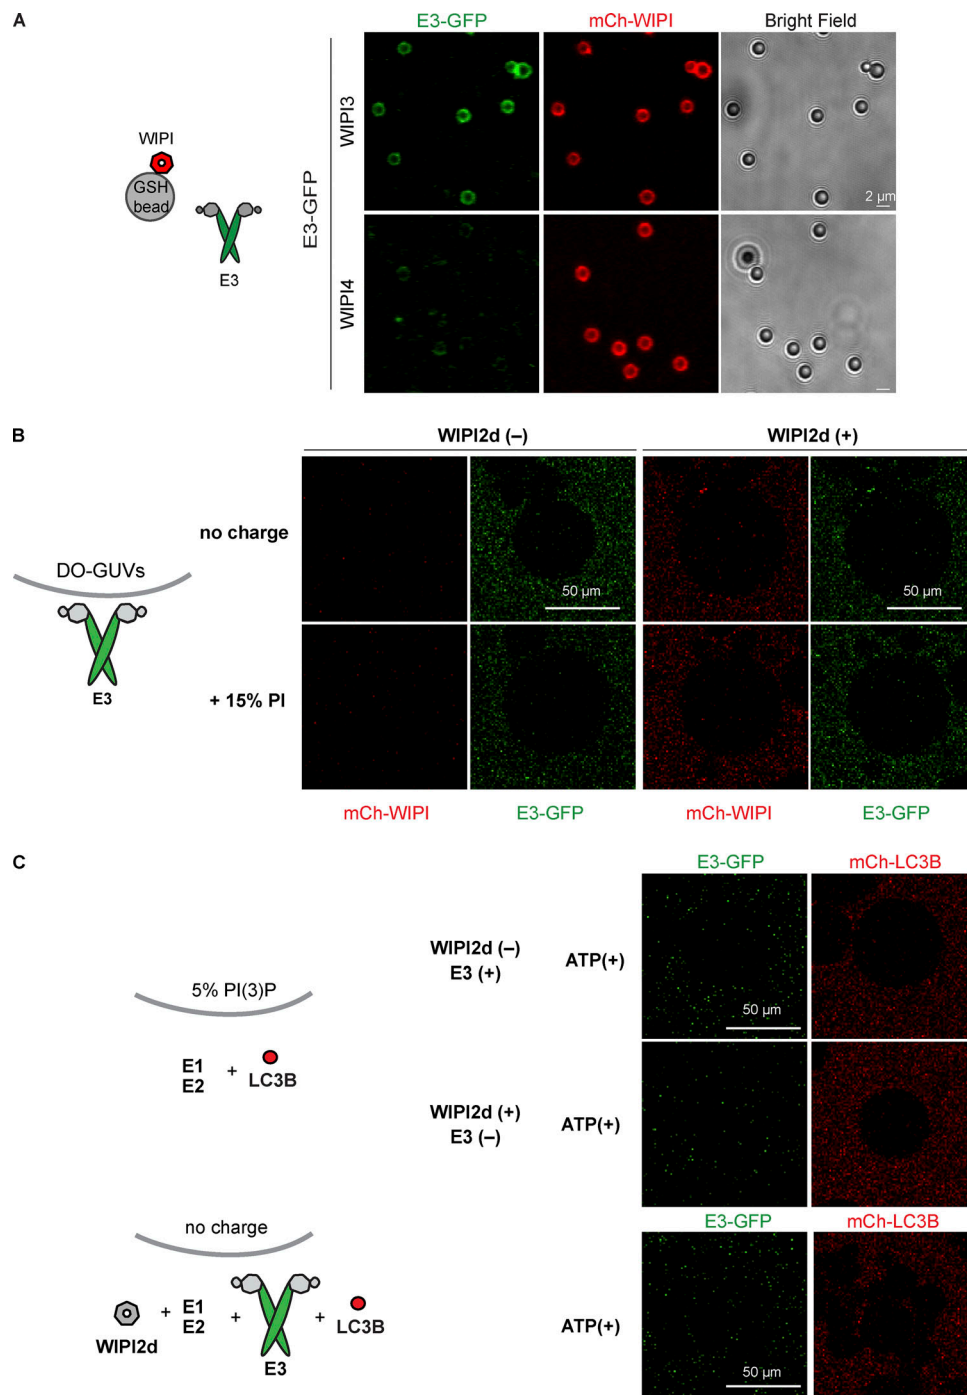 A
E3-GFP
mCh-WIPI
Bright Field
WIPI
GSH
bead
E3
E3-GFP
WIPI3
2 µm
WIPI4
B
WIPI2d (–)
WIPI2d (+)
no charge
DO-GUVs
50 µm
50 µm
E3
+ 15% PI
mCh-WIPI
E3-GFP
mCh-WIPI
E3-GFP
C
E3-GFP
mCh-LC3B
WIPI2d (–)
E3 (+)
ATP(+)
5% PI(3)P
50 µm
E1
E2
+
LC3B
WIPI2d (+)
E3 (–)
ATP(+)
no charge
E3-GFP
mCh-LC3B
WIPI2d
+
E1
E2
+
E3
+
LC3B
ATP(+)
50 µm